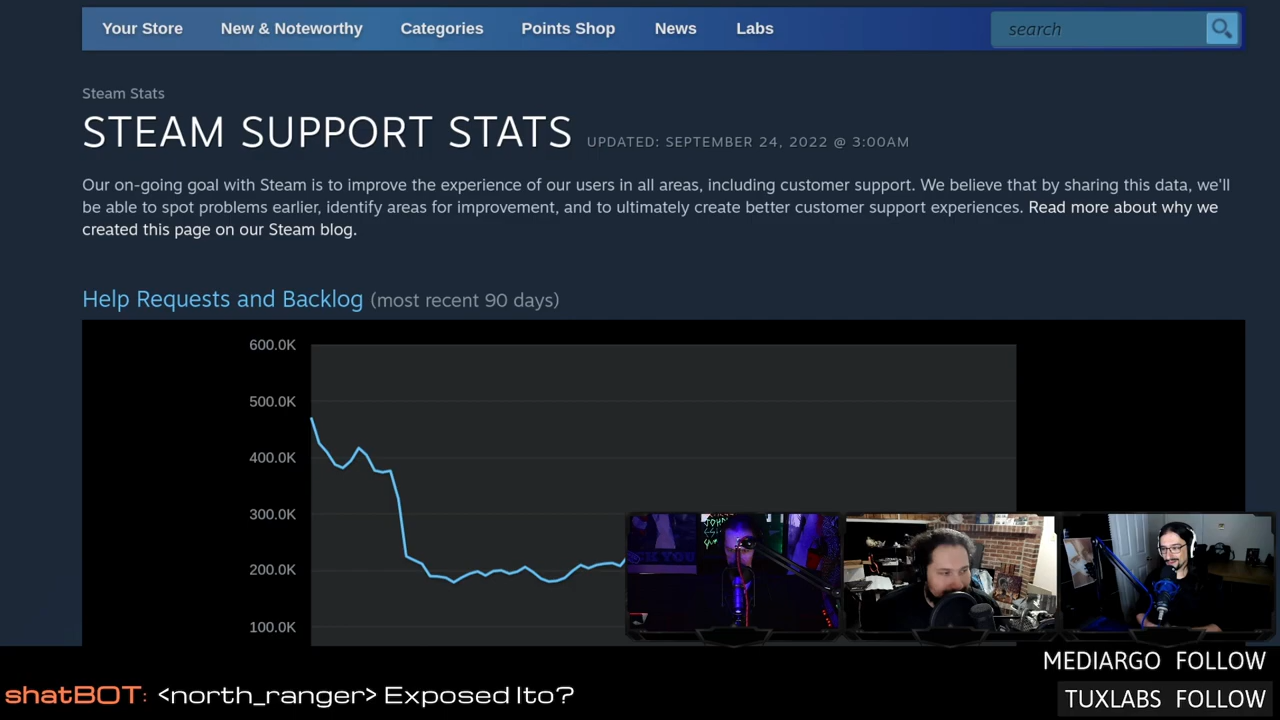 Your Store New & Noteworthy Categories Points Shop News Labs search
Steam Stats
STEAM SUPPORT STATS UPDATED: SEPTEMBER 24, 2022 @ 3:00AM
Our on-going goal with Steam is to improve the experience of our users in all areas, including customer support. We believe that by sharing this data, we'll
be able to spot problems earlier, identify areas for improvement, and to ultimately create better customer support experiences. Read more about why we
created this page on our Steam blog.
Help Requests and Backlog (most recent 90 days)
600.0K
500.0K
400.0K
300.0K
200.0K
100.0K
MEDIARGO FOLLOW
shatBOT: <north_ranger> Exposed Ito?
TUXLABS FOLLOW